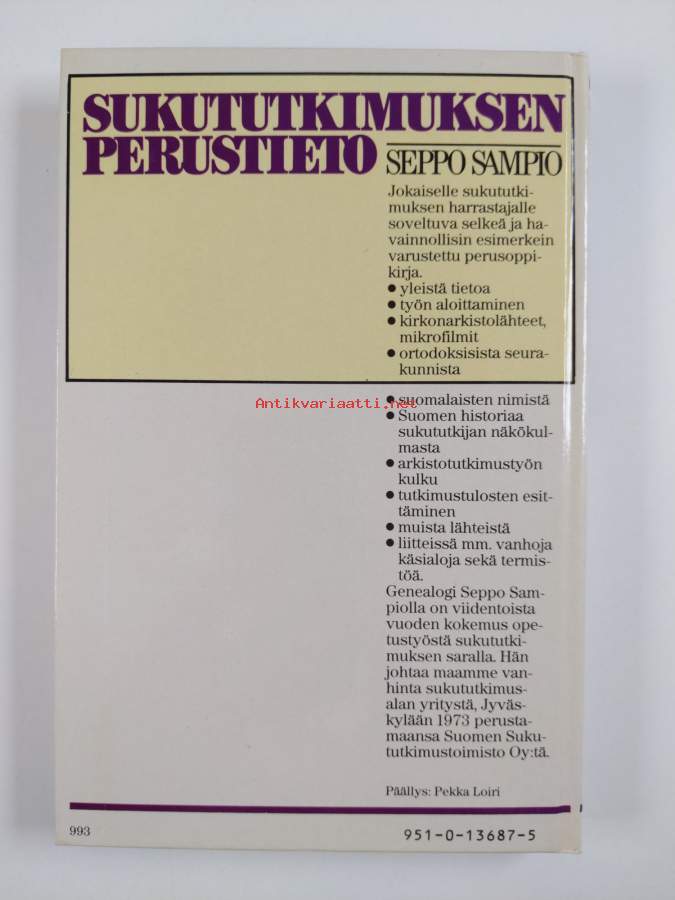 SUKUTUTKIMUKSEN
PERUSTIETO SEPPO SAMPIO
Jokaiselle sukututki-
muksen harrastajalle
soveltuva selkeä ja ha-
vainnollisin esimerkein
varustettu perusoppi-
kirja.
● yleistä tietoa
● työn aloittaminen
● kirkonarkistolähteet,
mikrofilmit
● ortodoksisista seura-
kunnista
● suomalaisten nimistä
Antikvariaatti.net
● Suomen historiaa
sukututkijan näkökul-
masta
● arkistotutkimustyön
kulku
● tutkimustulosten esit-
täminen
● muista lähteistä
● liitteissä mm. vanhoja
käsialoja sekä termis-
töä.
Genealogi Seppo Sam-
piolla on viidentoista
vuoden kokemus ope-
tustyöstä sukututki-
muksen saralla. Hän
johtaa maamme van-
hinta sukututkimus-
alan yritystä, Jyväs-
kylään 1973 perusta-
maansa Suomen Suku-
tutkimustoimisto Oy:tä.
Päällys: Pekka Loiri
993
951-0-13687-5